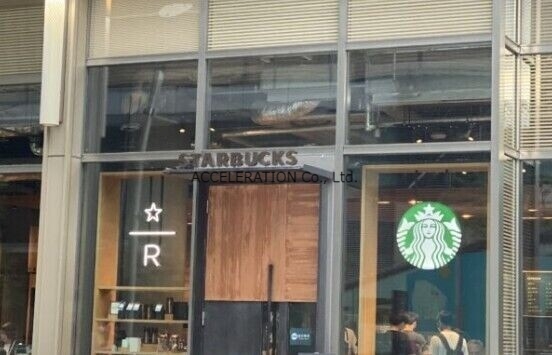 STARBUCKS
ACCELERATION Co., Ltd.
R